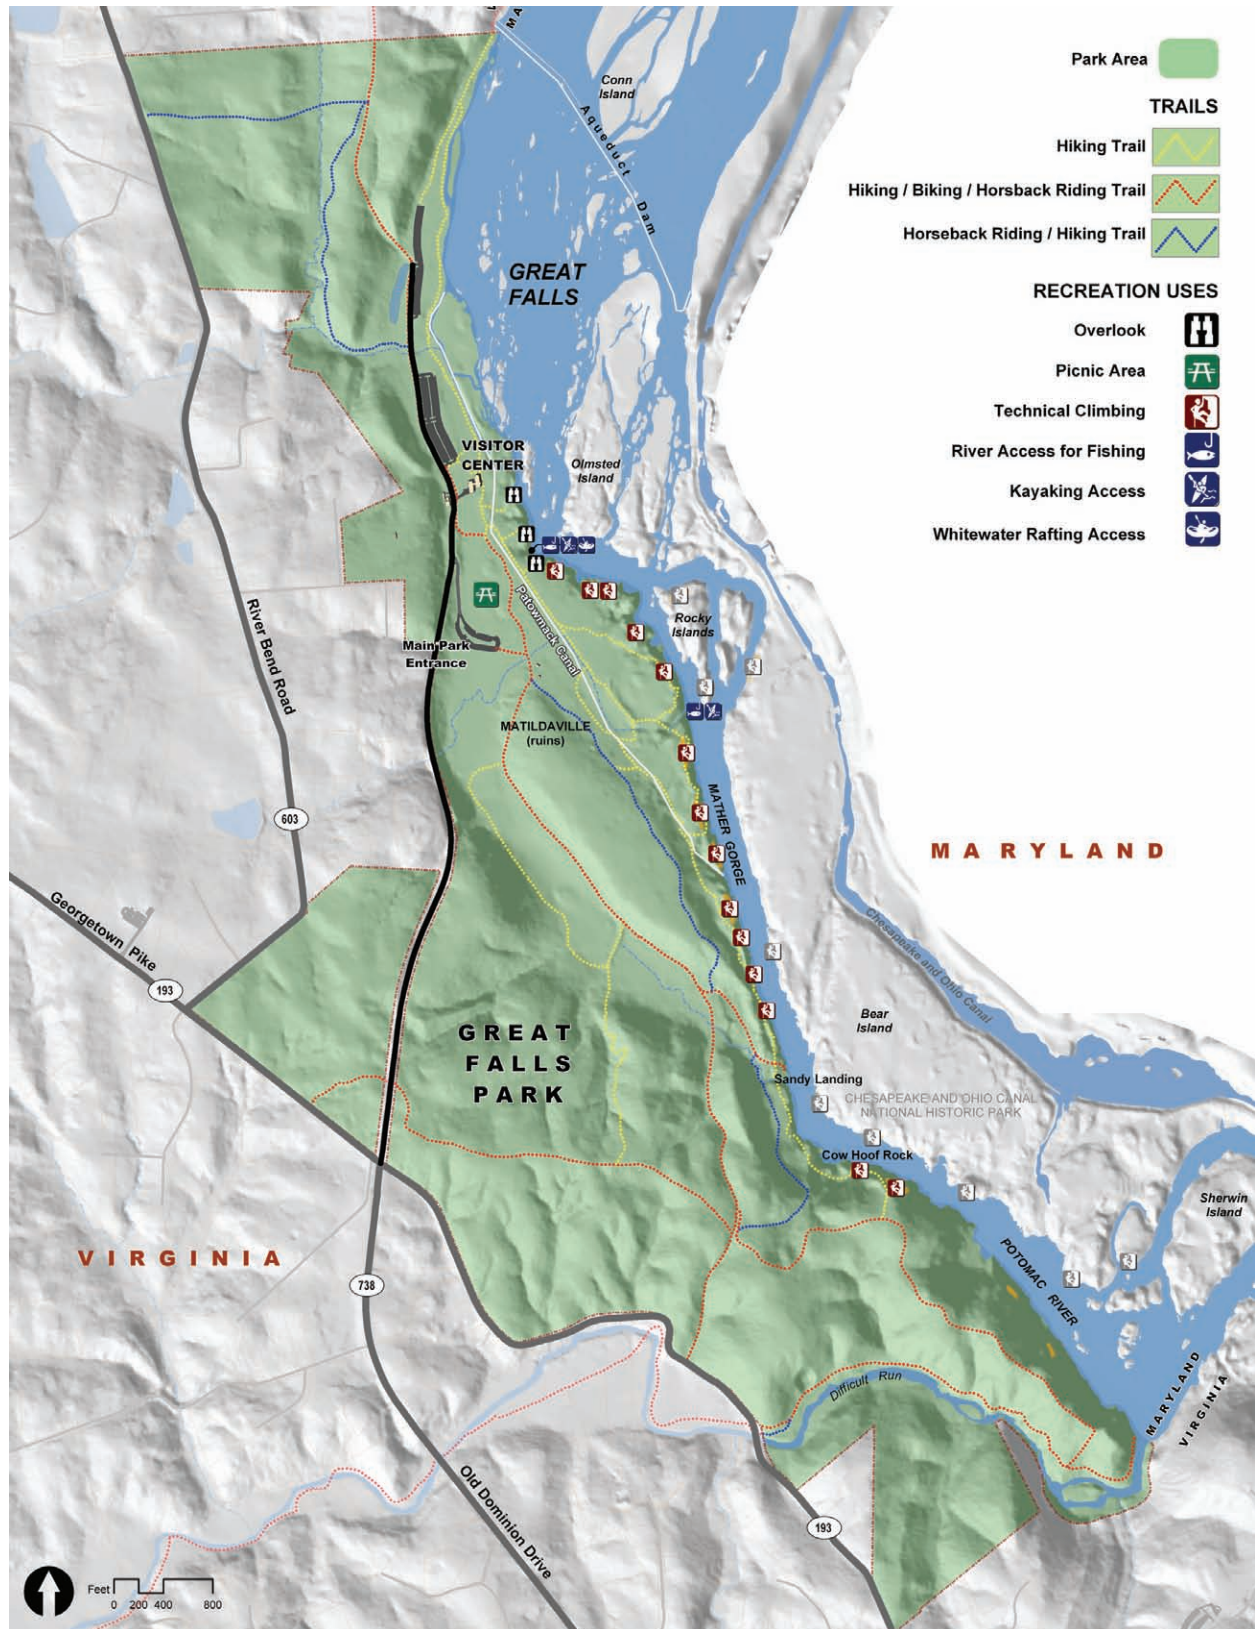 MA
Conn
Island
Aqueduct Dam
GREAT
FALLS
Park Area
TRAILS
Hiking Trail
Hiking / Biking / Horsback Riding Trail
Horseback Riding / Hiking Trail
RECREATION USES
Overlook
Picnic Area
Technical Climbing
River Access for Fishing
Kayaking Access
Whitewater Rafting Access
VISITOR
CENTER
Olmsted
Island
Patowmack Canal
Rocky
Islands
River Bend Road
Main Park
Entrance
MATILDAVILLE
(ruins)
MATHER GORGE
603
MARYLAND
Georgetown Pike
193
Chesapeake and Ohio Canal
Bear
Island
GREAT
FALLS
PARK
Sandy Landing
CHESAPEAKE AND OHIO CANAL
NATIONAL HISTORIC PARK
Cow Hoof Rock
Sherwin
Island
VIRGINIA
POTOMAC RIVER
738
Difficult Run
MARYLAND
VIRGINIA
Old Dominion Drive
193
Feet
0 200 400 800